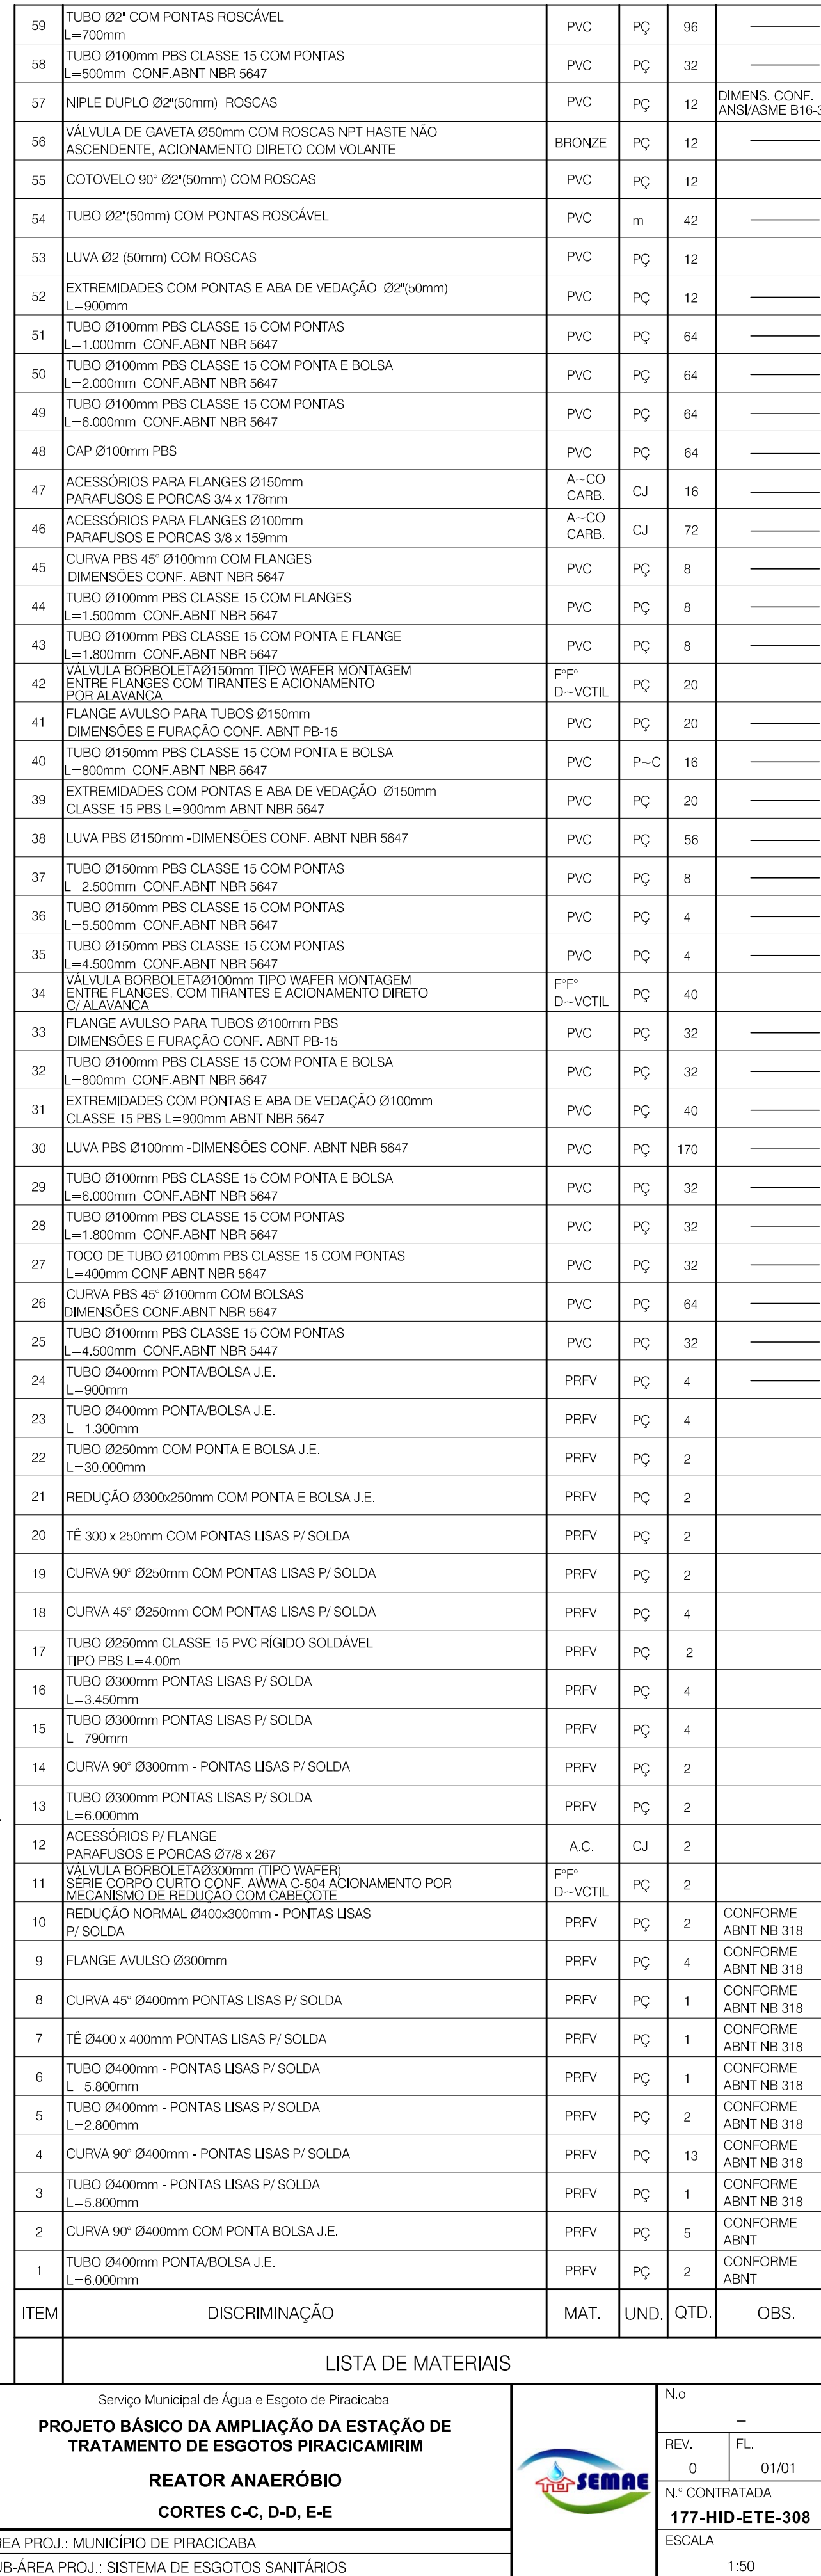 59 TUBO Ø2" COM PONTAS ROSCÁVEL PVC PÇ 96
L=700mm
58 TUBO Ø100mm PBS CLASSE 15 COM PONTAS PVC PÇ 32
L=500mm CONF.ABNT NBR 5647
57 NIPLE DUPLO Ø2"(50mm) ROSCAS PVC PÇ 12 DIMENS. CONF.
ANSI/ASME B16-3
56 VÁLVULA DE GAVETA Ø50mm COM ROSCAS NPT HASTE NÃO BRONZE PÇ 12
ASCENDENTE, ACIONAMENTO DIRETO COM VOLANTE
55 COTOVELO 90° Ø2"(50mm) COM ROSCAS PVC PÇ 12
54 TUBO Ø2"(50mm) COM PONTAS ROSCÁVEL PVC m 42
53 LUVA Ø2"(50mm) COM ROSCAS PVC PÇ 12
52 EXTREMIDADES COM PONTAS E ABA DE VEDAÇÃO Ø2"(50mm) PVC PÇ 12
L=900mm
51 TUBO Ø100mm PBS CLASSE 15 COM PONTAS PVC PÇ 64
L=1.000mm CONF.ABNT NBR 5647
50 TUBO Ø100mm PBS CLASSE 15 COM PONTA E BOLSA PVC PÇ 64
L=2.000mm CONF.ABNT NBR 5647
49 TUBO Ø100mm PBS CLASSE 15 COM PONTAS PVC PÇ 64
L=6.000mm CONF.ABNT NBR 5647
48 CAP Ø100mm PBS PVC PÇ 64
47 ACESSÓRIOS PARA FLANGES Ø150mm A~CO CJ 16
PARAFUSOS E PORCAS 3/4 x 178mm CARB.
46 ACESSÓRIOS PARA FLANGES Ø100mm A~CO CJ 72
PARAFUSOS E PORCAS 3/8 x 159mm CARB.
45 CURVA PBS 45° Ø100mm COM FLANGES PVC PÇ 8
DIMENSÕES CONF. ABNT NBR 5647
44 TUBO Ø100mm PBS CLASSE 15 COM FLANGES PVC PÇ 8
L=1.500mm CONF.ABNT NBR 5647
43 TUBO Ø100mm PBS CLASSE 15 COM PONTA E FLANGE PVC PÇ 8
L=1.800mm CONF.ABNT NBR 5647
42 VÁLVULA BORBOLETAØ150mm TIPO WAFER MONTAGEM F°F° PÇ 20
ENTRE FLANGES COM TIRANTES E ACIONAMENTO D~VCTIL
POR ALAVANCA
41 FLANGE AVULSO PARA TUBOS Ø150mm PVC PÇ 20
DIMENSÕES E FURAÇÃO CONF. ABNT PB-15
40 TUBO Ø150mm PBS CLASSE 15 COM PONTA E BOLSA PVC P~C 16
L=800mm CONF.ABNT NBR 5647
39 EXTREMIDADES COM PONTAS E ABA DE VEDAÇÃO Ø150mm PVC PÇ 20
CLASSE 15 PBS L=900mm ABNT NBR 5647
38 LUVA PBS Ø150mm -DIMENSÕES CONF. ABNT NBR 5647 PVC PÇ 56
37 TUBO Ø150mm PBS CLASSE 15 COM PONTAS PVC PÇ 8
L=2.500mm CONF.ABNT NBR 5647
36 TUBO Ø150mm PBS CLASSE 15 COM PONTAS PVC PÇ 4
L=5.500mm CONF.ABNT NBR 5647
35 TUBO Ø150mm PBS CLASSE 15 COM PONTAS PVC PÇ 4
L=4.500mm CONF.ABNT NBR 5647
34 VÁLVULA BORBOLETAØ100mm TIPO WAFER MONTAGEM F°F° PÇ 40
ENTRE FLANGES, COM TIRANTES E ACIONAMENTO DIRETO D~VCTIL
C/ ALAVANCA
33 FLANGE AVULSO PARA TUBOS Ø100mm PBS PVC PÇ 32
DIMENSÕES E FURAÇÃO CONF. ABNT PB-15
32 TUBO Ø100mm PBS CLASSE 15 COM PONTA E BOLSA PVC PÇ 32
L=800mm CONF.ABNT NBR 5647
31 EXTREMIDADES COM PONTAS E ABA DE VEDAÇÃO Ø100mm PVC PÇ 40
CLASSE 15 PBS L=900mm ABNT NBR 5647
30 LUVA PBS Ø100mm -DIMENSÕES CONF. ABNT NBR 5647 PVC PÇ 170
29 TUBO Ø100mm PBS CLASSE 15 COM PONTA E BOLSA PVC PÇ 32
L=6.000mm CONF.ABNT NBR 5647
28 TUBO Ø100mm PBS CLASSE 15 COM PONTAS PVC PÇ 32
L=1.800mm CONF.ABNT NBR 5647
27 TOCO DE TUBO Ø100mm PBS CLASSE 15 COM PONTAS PVC PÇ 32
L=400mm CONF ABNT NBR 5647
26 CURVA PBS 45° Ø100mm COM BOLSAS PVC PÇ 64
DIMENSÕES CONF.ABNT NBR 5647
25 TUBO Ø100mm PBS CLASSE 15 COM PONTAS PVC PÇ 32
L=4.500mm CONF.ABNT NBR 5447
24 TUBO Ø400mm PONTA/BOLSA J.E. PRFV PÇ 4
L=900mm
23 TUBO Ø400mm PONTA/BOLSA J.E. PRFV PÇ 4
L=1.300mm
22 TUBO Ø250mm COM PONTA E BOLSA J.E. PRFV PÇ 2
L=30.000mm
21 REDUÇÃO Ø300x250mm COM PONTA E BOLSA J.E. PRFV PÇ 2
20 TÊ 300 x 250mm COM PONTAS LISAS P/ SOLDA PRFV PÇ 2
19 CURVA 90° Ø250mm COM PONTAS LISAS P/ SOLDA PRFV PÇ 2
18 CURVA 45° Ø250mm COM PONTAS LISAS P/ SOLDA PRFV PÇ 4
17 TUBO Ø250mm CLASSE 15 PVC RÍGIDO SOLDÁVEL PRFV PÇ 2
TIPO PBS L=4.00m
16 TUBO Ø300mm PONTAS LISAS P/ SOLDA PRFV PÇ 4
L=3.450mm
15 TUBO Ø300mm PONTAS LISAS P/ SOLDA PRFV PÇ 4
L=790mm
14 CURVA 90° Ø300mm - PONTAS LISAS P/ SOLDA PRFV PÇ 2
13 TUBO Ø300mm PONTAS LISAS P/ SOLDA PRFV PÇ 2
L=6.000mm
12 ACESSÓRIOS P/ FLANGE A.C. CJ 2
PARAFUSOS E PORCAS Ø7/8 x 267
11 VÁLVULA BORBOLETAØ300mm (TIPO WAFER) F°F° PÇ 2
SÉRIE CORPO CURTO CONF. AWWA C-504 ACIONAMENTO POR D~VCTIL
MECANISMO DE REDUÇÃO COM CABEÇOTE
10 REDUÇÃO NORMAL Ø400x300mm - PONTAS LISAS PRFV PÇ 2 CONFORME
P/ SOLDA ABNT NB 318
9 FLANGE AVULSO Ø300mm PRFV PÇ 4 CONFORME
ABNT NB 318
8 CURVA 45° Ø400mm PONTAS LISAS P/ SOLDA PRFV PÇ 1 CONFORME
ABNT NB 318
7 TÊ Ø400 x 400mm PONTAS LISAS P/ SOLDA PRFV PÇ 1 CONFORME
ABNT NB 318
6 TUBO Ø400mm - PONTAS LISAS P/ SOLDA PRFV PÇ 1 CONFORME
L=5.800mm ABNT NB 318
5 TUBO Ø400mm - PONTAS LISAS P/ SOLDA PRFV PÇ 2 CONFORME
L=2.800mm ABNT NB 318
4 CURVA 90° Ø400mm - PONTAS LISAS P/ SOLDA PRFV PÇ 13 CONFORME
ABNT NB 318
3 TUBO Ø400mm - PONTAS LISAS P/ SOLDA PRFV PÇ 1 CONFORME
L=5.800mm ABNT NB 318
2 CURVA 90° Ø400mm COM PONTA BOLSA J.E. PRFV PÇ 5 CONFORME
ABNT
1 TUBO Ø400mm PONTA/BOLSA J.E. PRFV PÇ 2 CONFORME
L=6.000mm ABNT
ITEM DISCRIMINAÇÃO MAT. UND. QTD. OBS.
LISTA DE MATERIAIS
Serviço Municipal de Água e Esgoto de Piracicaba
PROJETO BÁSICO DA AMPLIAÇÃO DA ESTAÇÃO DE
TRATAMENTO DE ESGOTOS PIRACICAMIRIM
REATOR ANAERÓBIO
CORTES C-C, D-D, E-E
SEMAE
N.o
–
REV. FL.
0 01/01
N.° CONTRATADA
177-HID-ETE-308
ESCALA
1:50
REA PROJ.: MUNICÍPIO DE PIRACICABA
UB-ÁREA PROJ.: SISTEMA DE ESGOTOS SANITÁRIOS